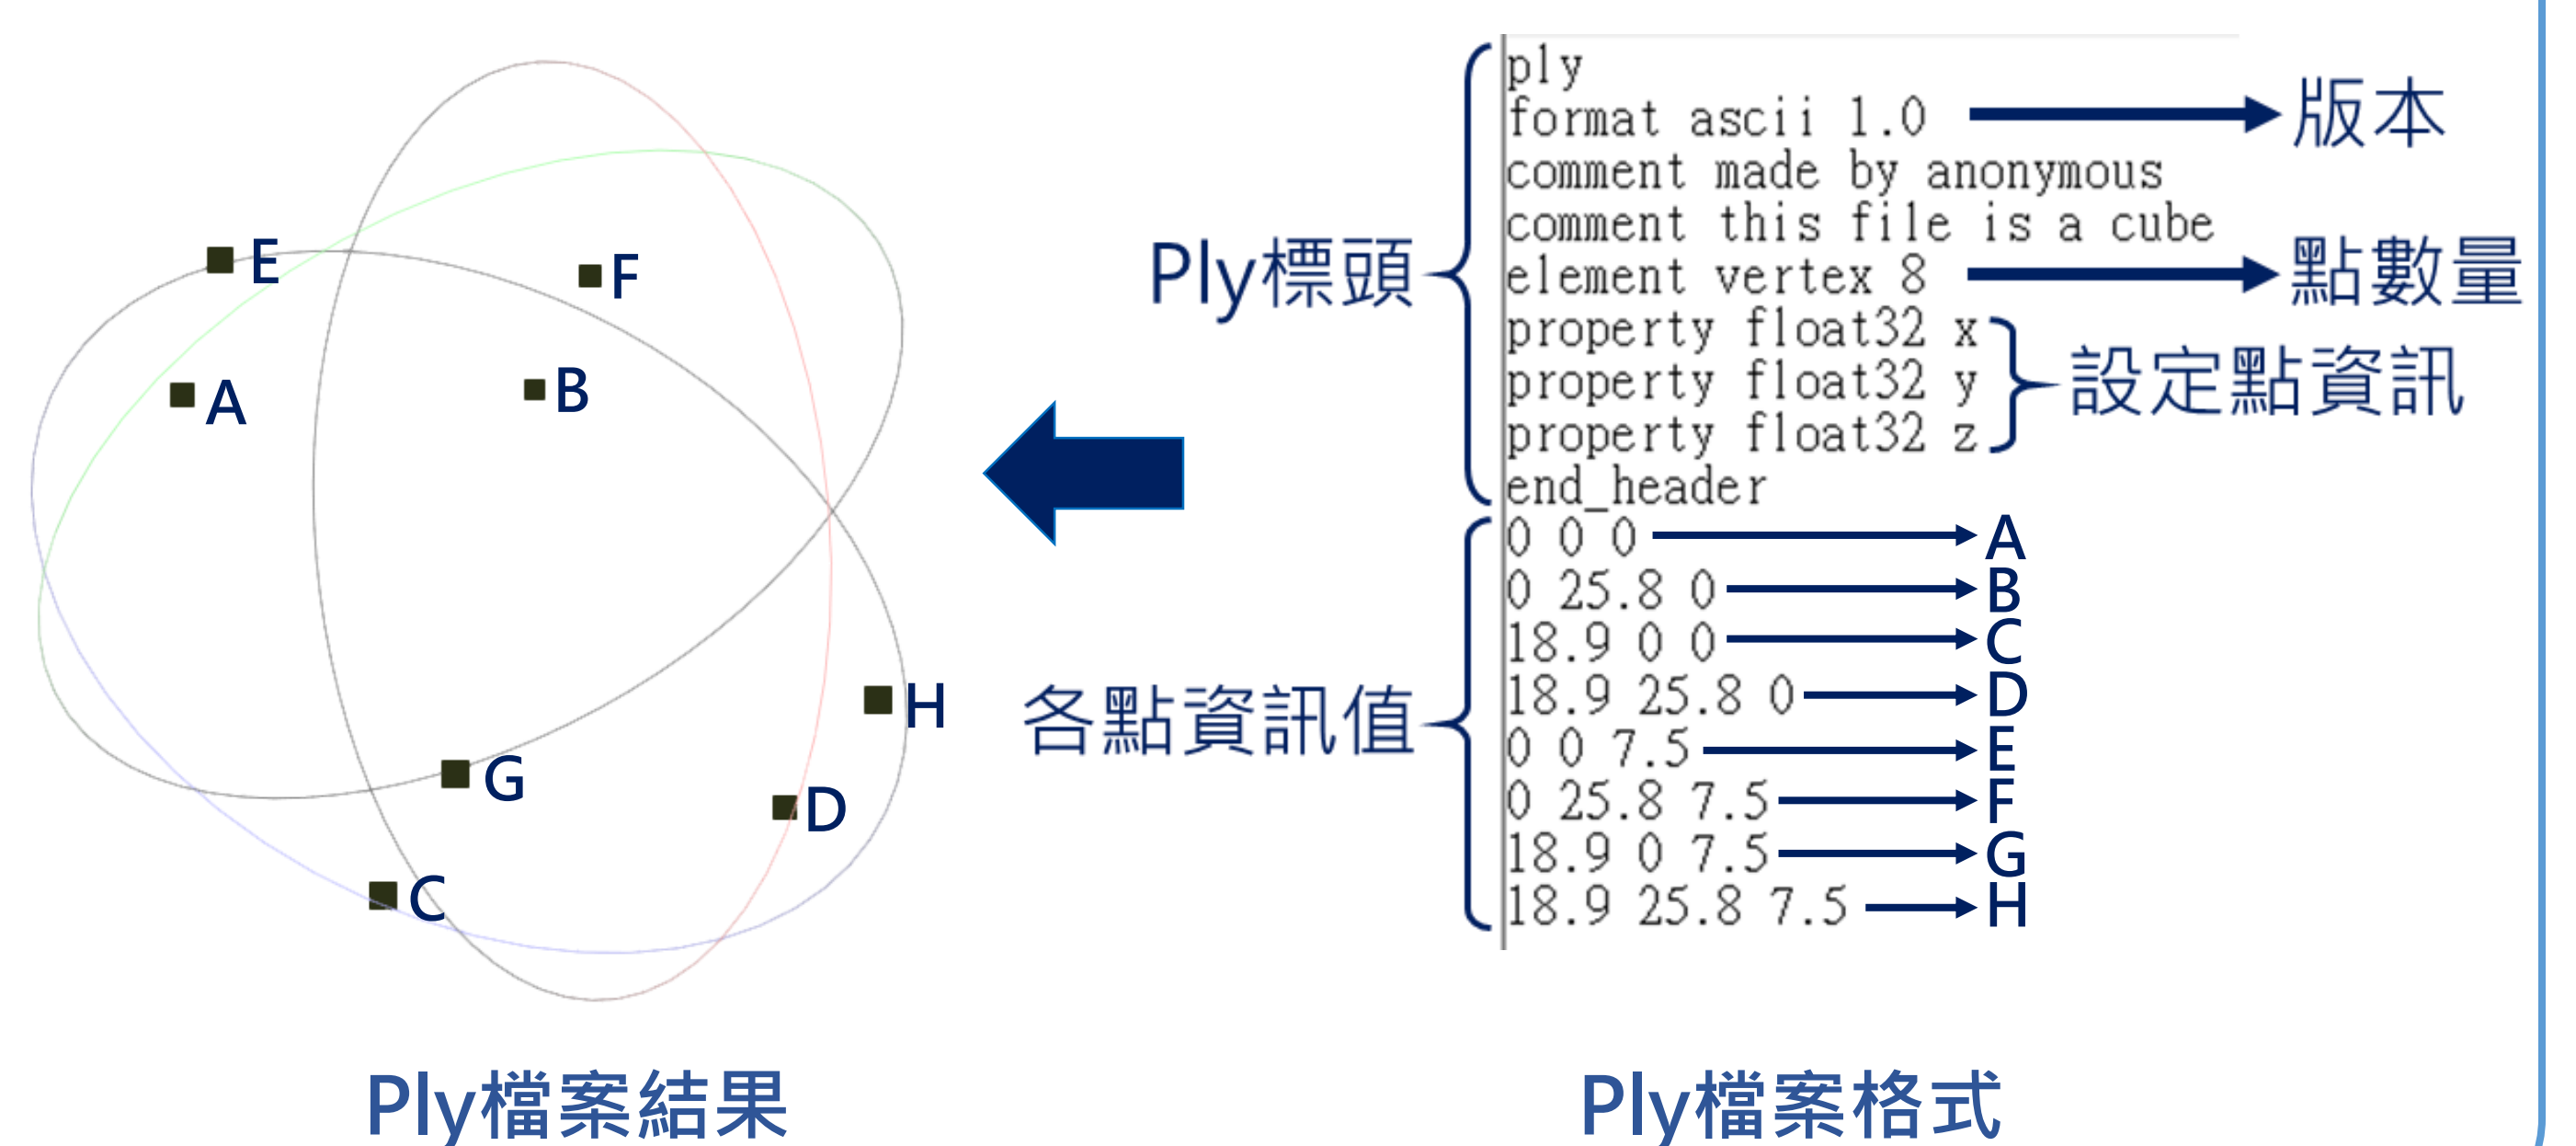 E
F
A
B
H
G
D
C
Ply檔案結果
Ply標頭
ply
format ascii 1.0
版本
comment made by anonymous
comment this file is a cube
element vertex 8
點數量
property float32 x
property float32 y
property float32 z
設定點資訊
end_header
各點資訊值
0 0 0
A
0 25.8 0
B
18.9 0 0
C
18.9 25.8 0
D
0 0 7.5
E
0 25.8 7.5
F
18.9 0 7.5
G
18.9 25.8 7.5
H
Ply檔案格式